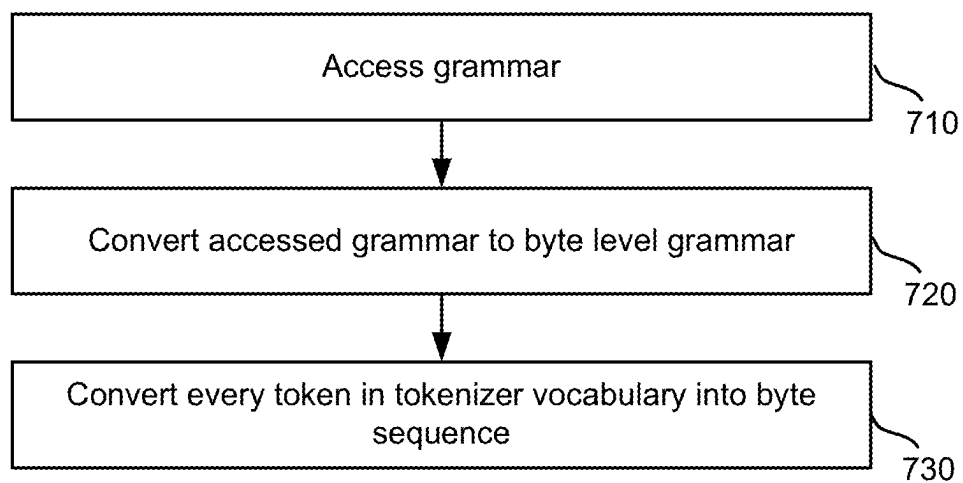 Access grammar
710
Convert accessed grammar to byte level grammar
720
Convert every token in tokenizer vocabulary into byte
sequence
730